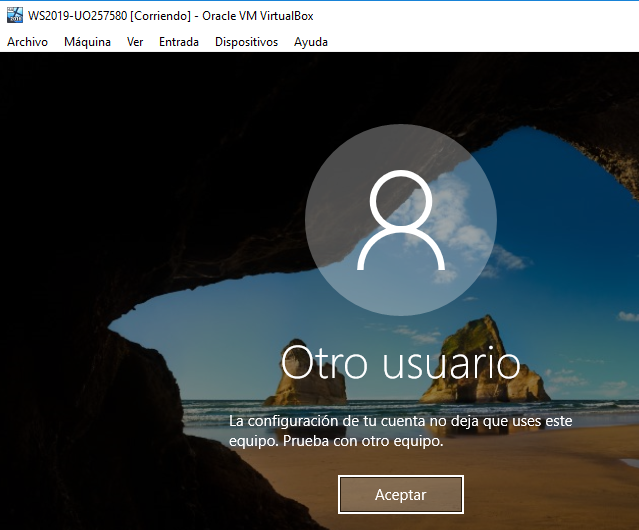 WS2019-UO257580 [Corriendo] - Oracle VM VirtualBox
Archivo Máquina Ver Entrada Dispositivos Ayuda
Otro usuario
La configuración de tu cuenta no deja que uses este
equipo. Prueba con otro equipo.
Aceptar